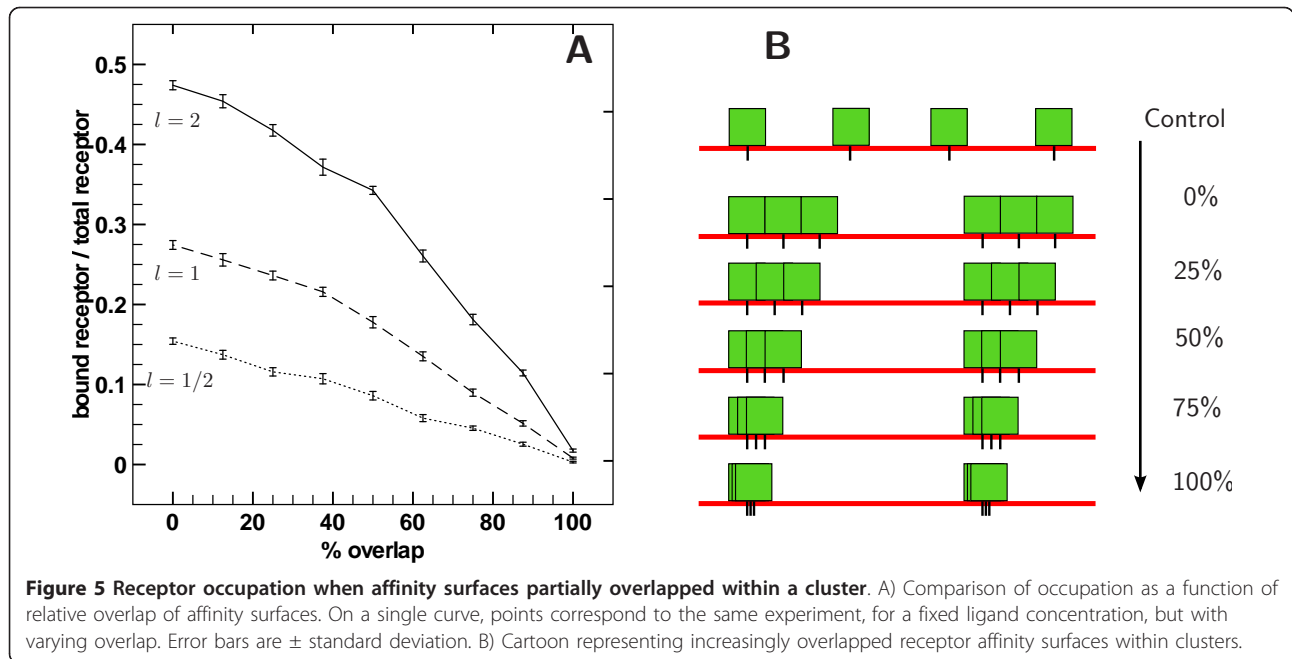 A
0.5
0.4
0.3
0.2
0.1
0
bound receptor / total receptor
l = 2
l = 1
l = 1/2
0 20 40 60 80 100
% overlap
B
Control
0%
25%
50%
75%
100%
Figure 5 Receptor occupation when affinity surfaces partially overlapped within a cluster. A) Comparison of occupation as a function of
relative overlap of affinity surfaces. On a single curve, points correspond to the same experiment, for a fixed ligand concentration, but with
varying overlap. Error bars are ± standard deviation. B) Cartoon representing increasingly overlapped receptor affinity surfaces within clusters.